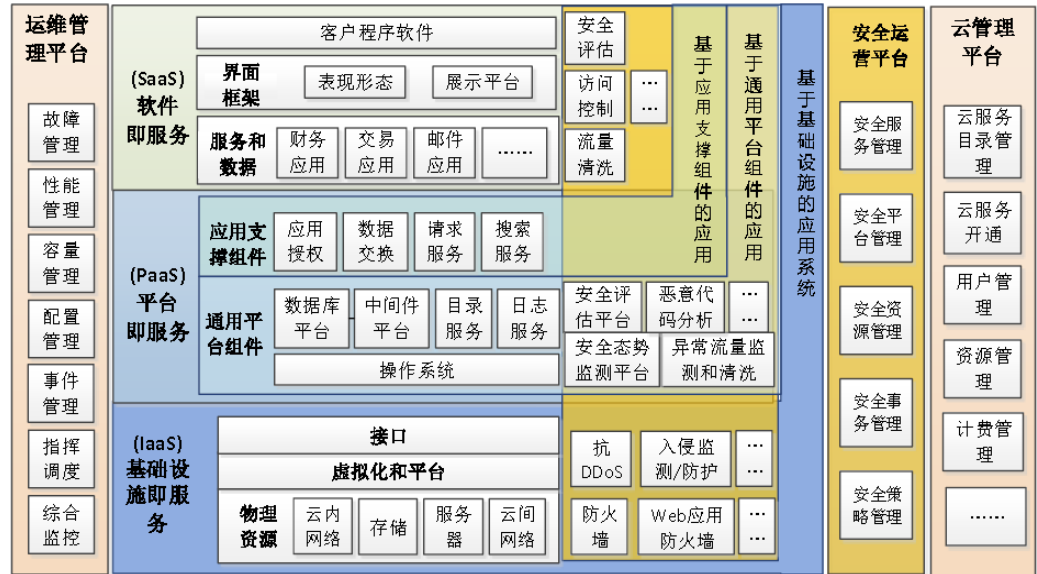 运维管
理平台
故障
管理
性能
管理
容量
管理
配置
管理
事件
管理
指挥
调度
综合
监控
(SaaS)
软件
即服务
客户程序软件
界面
框架
表现形态
展示平台
服务和
数据
财务
应用
交易
应用
邮件
应用
……
安全
评估
访问
控制
…
…
流量
清洗
基于应用支撑组件的应用
基于通用平台组件的应用
基于基础设施的应用系统
(PaaS)
平台
即服务
应用支
撑组件
应用
授权
数据
交换
请求
服务
搜索
服务
通用平
台组件
数据库
平台
中间件
平台
目录
服务
日志
服务
操作系统
安全评
估平台
恶意代
码分析
…
…
安全态势
监测平台
异常流量监
测和清洗
(IaaS)
基础设
施即服
务
接口
虚拟化和平台
物理
资源
云内
网络
存储
服务
器
云间
网络
抗
DDoS
入侵监
测/防护
…
…
防火
墙
Web应用
防火墙
…
…
安全运
营平台
安全服
务管理
安全平
台管理
安全资
源管理
安全事
务管理
安全策
略管理
云管理
平台
云服务
目录管
理
云服务
开通
用户管
理
资源管
理
计费管
理
……